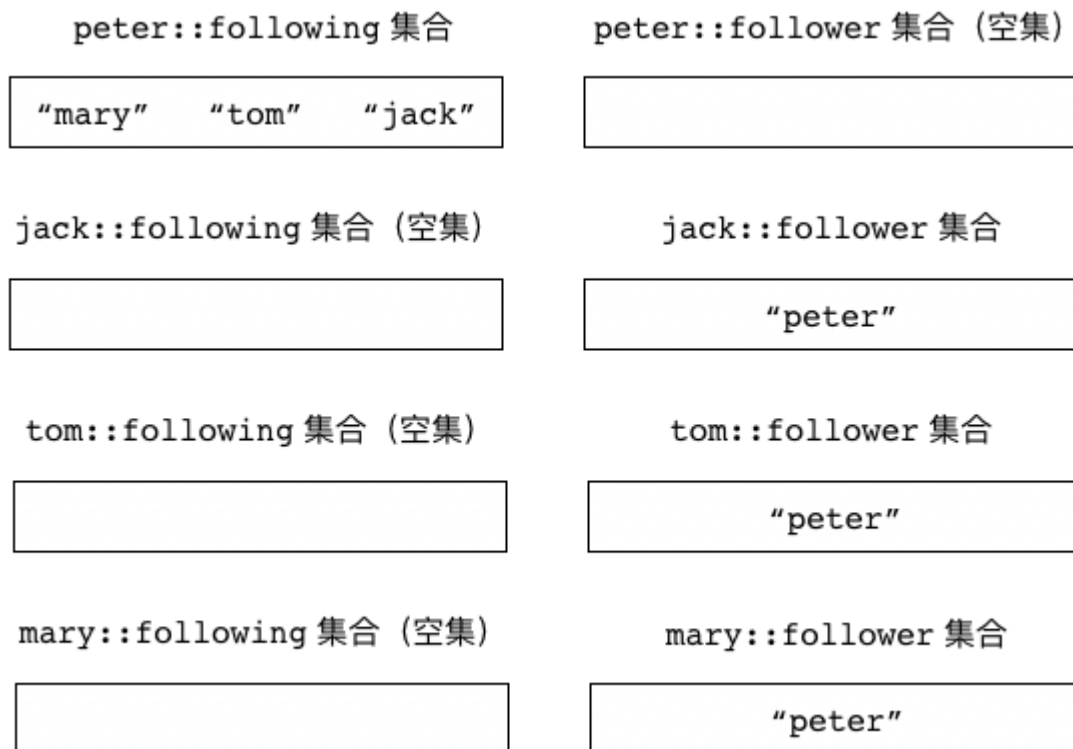 peter::following 集合
peter::follower 集合（空集）
“mary” “tom” “jack”
jack::following 集合（空集）
jack::follower 集合
“peter”
tom::following 集合（空集）
tom::follower 集合
“peter”
mary::following 集合（空集）
mary::follower 集合
“peter”